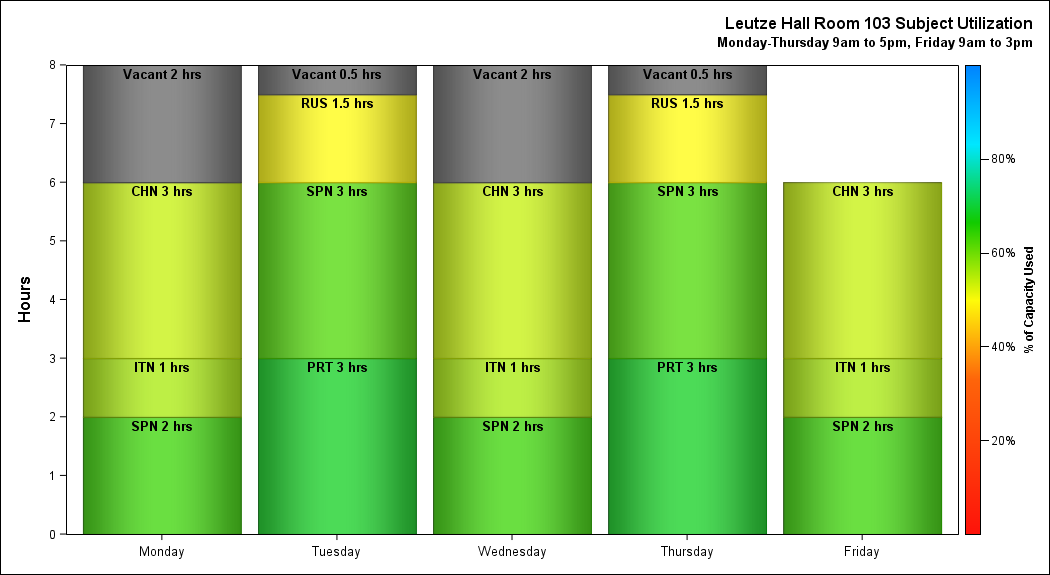 Leutze Hall Room 103 Subject Utilization
Monday-Thursday 9am to 5pm, Friday 9am to 3pm
Hours
8
7
6
5
4
3
2
1
0
Vacant 2 hrs
CHN 3 hrs
ITN 1 hrs
SPN 2 hrs
Vacant 0.5 hrs
RUS 1.5 hrs
SPN 3 hrs
PRT 3 hrs
Vacant 2 hrs
CHN 3 hrs
ITN 1 hrs
SPN 2 hrs
Vacant 0.5 hrs
RUS 1.5 hrs
SPN 3 hrs
PRT 3 hrs
CHN 3 hrs
ITN 1 hrs
SPN 2 hrs
Monday
Tuesday
Wednesday
Thursday
Friday
80%
60%
40%
20%
% of Capacity Used